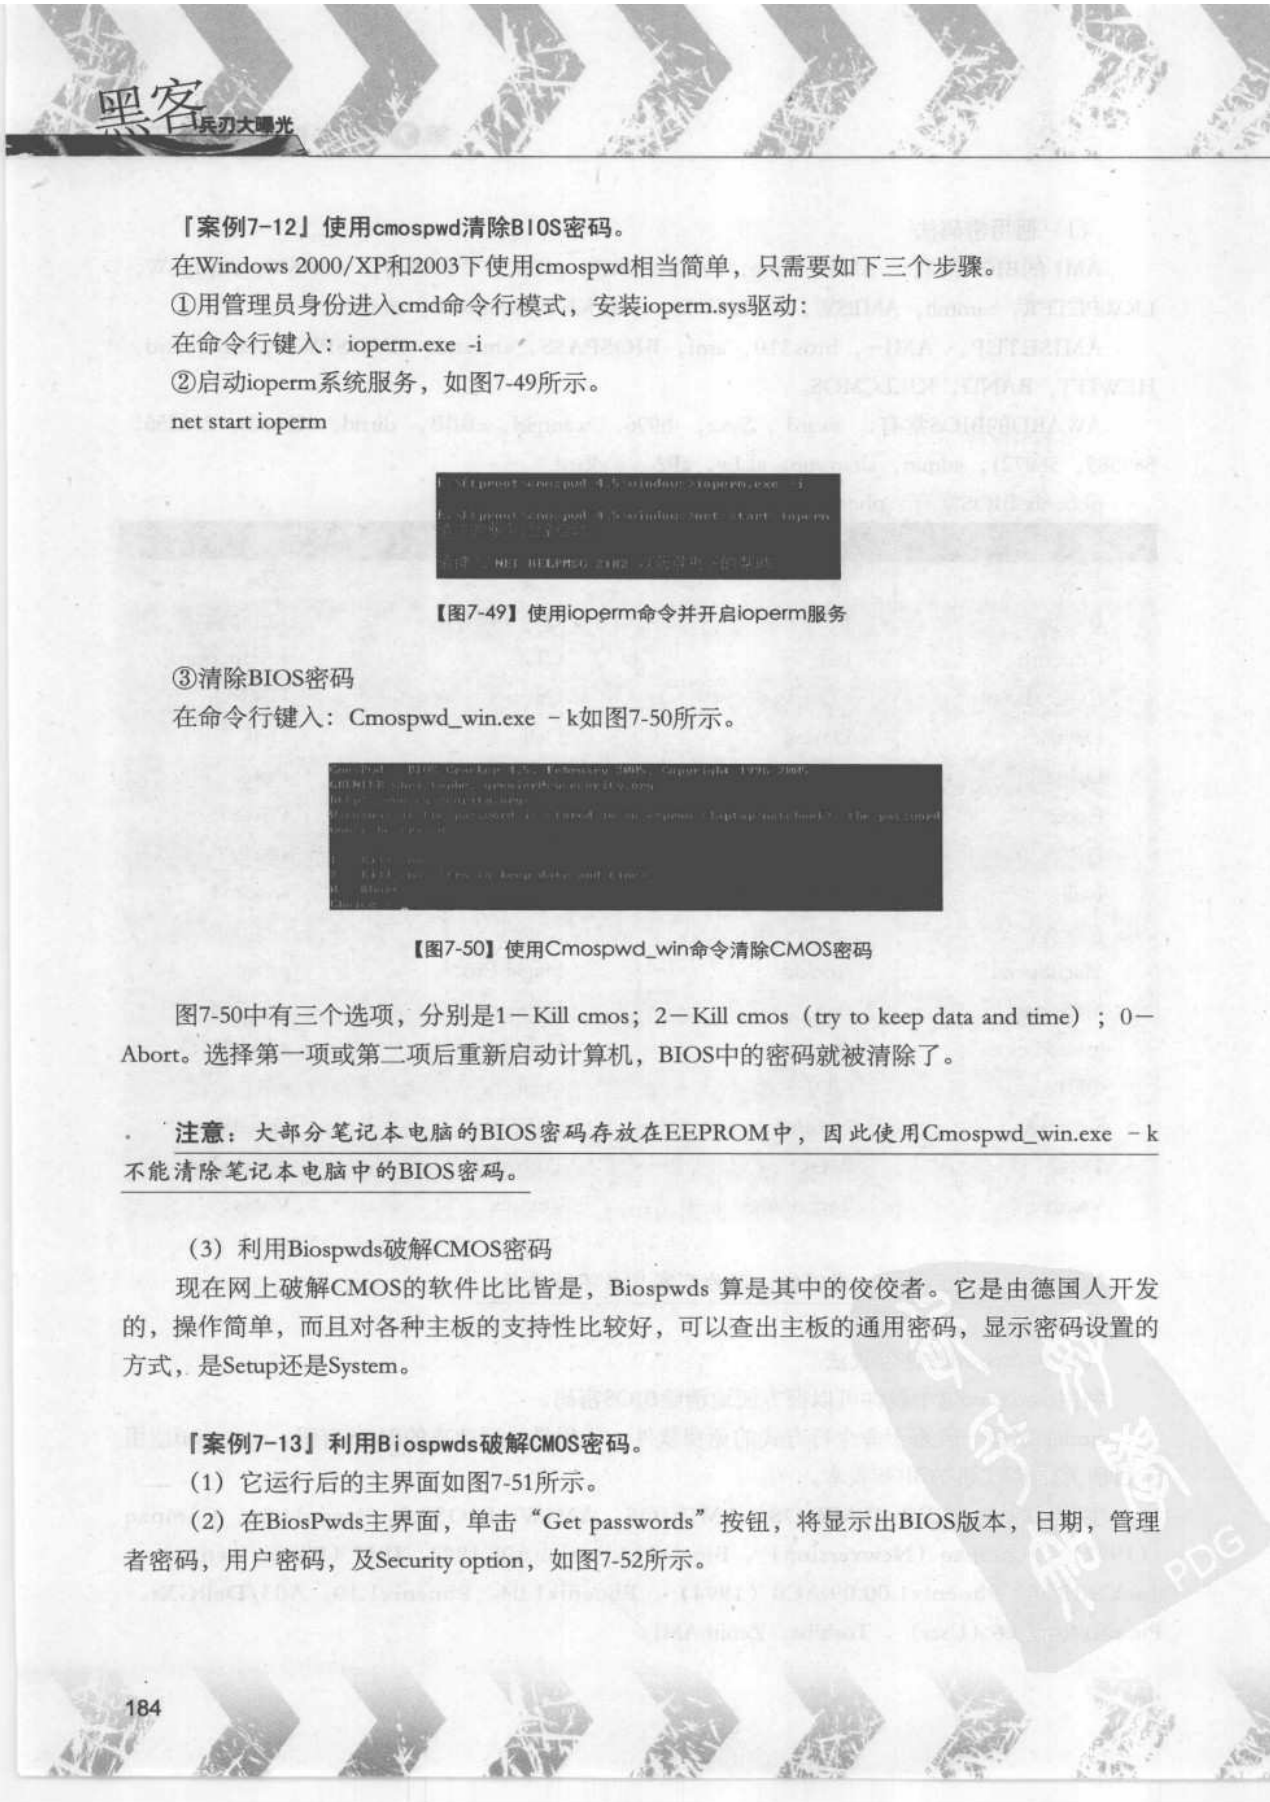 黑客
兵刃大曝光
『案例7-12』使用cmospwd清除BIOS密码。
在Windows 2000/XP和2003下使用cmospwd相当简单，只需要如下三个步骤。
①用管理员身份进入cmd命令行模式，安装ioperm.sys驱动：
在命令行键入：ioperm.exe -i
②启动ioperm系统服务，如图7-49所示。
net start ioperm
【图7-49】使用ioperm命令并开启ioperm服务
③清除BIOS密码
在命令行键入：Cmospwd_win.exe －k如图7-50所示。
【图7-50】使用Cmospwd_win命令清除CMOS密码
图7-50中有三个选项，分别是1－Kill cmos；2－Kill cmos（try to keep data and time）；0－
Abort。选择第一项或第二项后重新启动计算机，BIOS中的密码就被清除了。
注意：大部分笔记本电脑的BIOS密码存放在EEPROM中，因此使用Cmospwd_win.exe －k
不能清除笔记本电脑中的BIOS密码。
（3）利用Biospwds破解CMOS密码
现在网上破解CMOS的软件比比皆是，Biospwds 算是其中的佼佼者。它是由德国人开发
的，操作简单，而且对各种主板的支持性比较好，可以查出主板的通用密码，显示密码设置的
方式，是Setup还是System。
『案例7-13』利用Biospwds破解CMOS密码。
（1）它运行后的主界面如图7-51所示。
（2）在BiosPwds主界面，单击“Get passwords”按钮，将显示出BIOS版本，日期，管理
者密码，用户密码，及Security option，如图7-52所示。
PDG
184